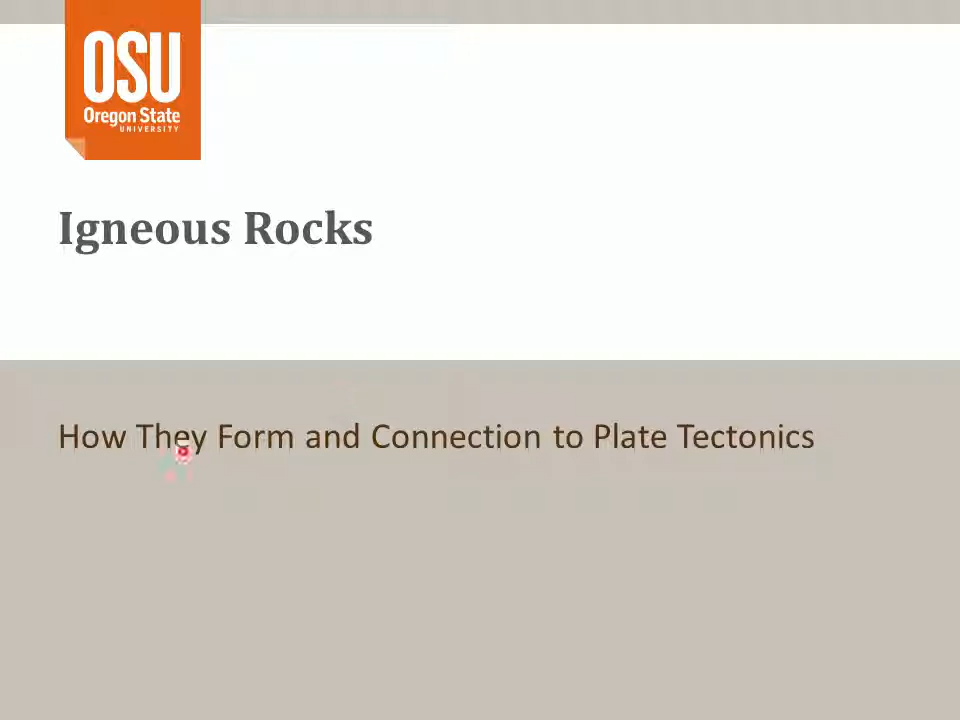 OSU
Oregon State
UNIVERSITY
Igneous Rocks
How They Form and Connection to Plate Tectonics